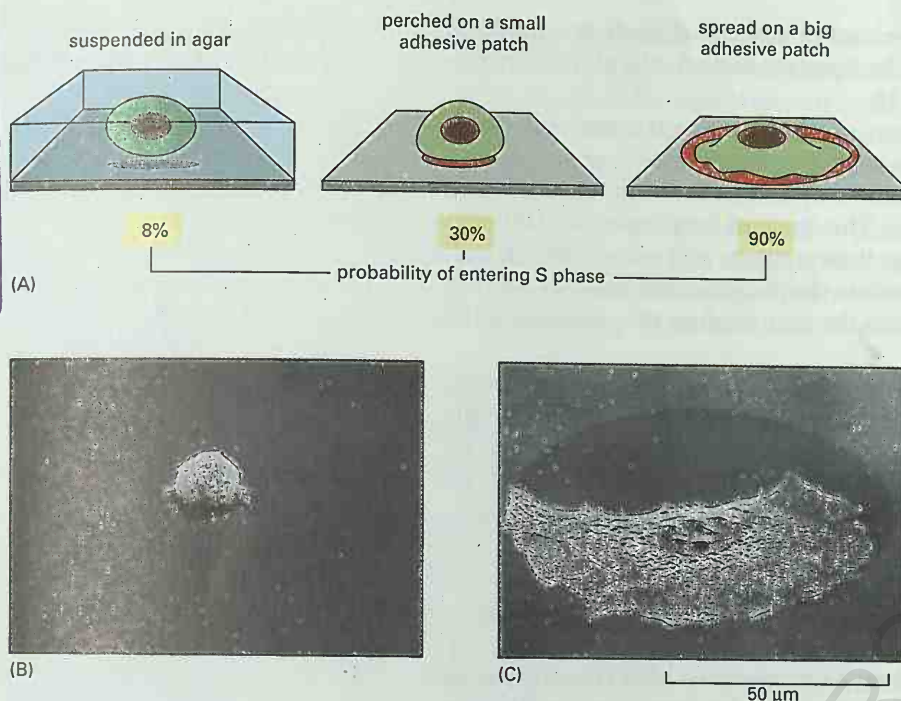 suspended in agar
perched on a small
adhesive patch
spread on a big
adhesive patch
8%
30%
90%
probability of entering S phase
(A)
(B)
(C)
50 µm